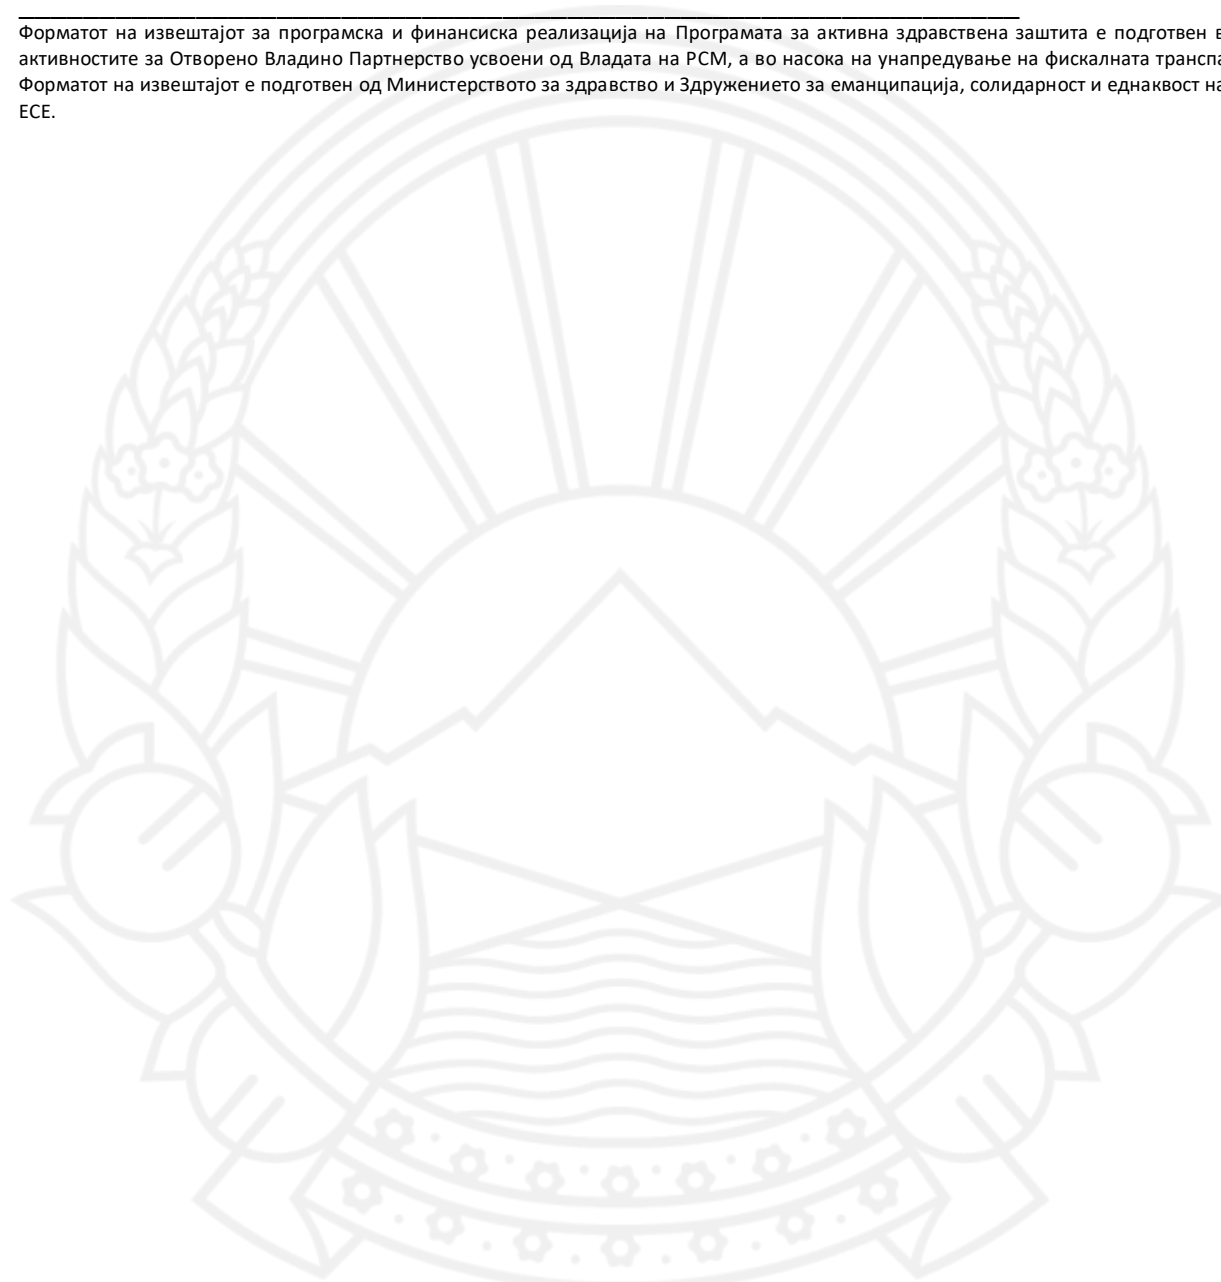 Форматот на извештајот за програмска и финансиска реализација на Програмата за активна здравствена заштита е подготвен в
активностите за Отворено Владино Партнерство усвоени од Владата на РСМ, а во насока на унапредување на фискалната транспа
Форматот на извештајот е подготвен од Министерството за здравство и Здружението за еманципација, солидарност и еднаквост на
ЕСЕ.